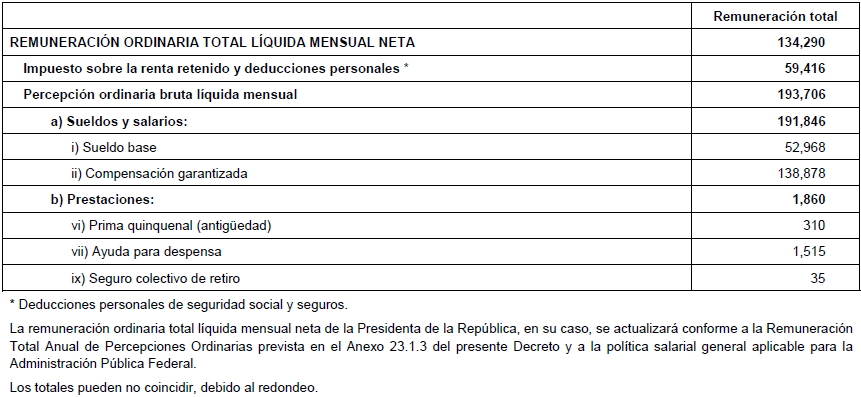 Remuneración total
REMUNERACIÓN ORDINARIA TOTAL LÍQUIDA MENSUAL NETA 134,290
Impuesto sobre la renta retenido y deducciones personales * 59,416
Percepción ordinaria bruta líquida mensual 193,706
a) Sueldos y salarios: 191,846
i) Sueldo base 52,968
ii) Compensación garantizada 138,878
b) Prestaciones: 1,860
vi) Prima quinquenal (antigüedad) 310
vii) Ayuda para despensa 1,515
ix) Seguro colectivo de retiro 35
* Deducciones personales de seguridad social y seguros.
La remuneración ordinaria total líquida mensual neta de la Presidenta de la República, en su caso, se actualizará conforme a la Remuneración
Total Anual de Percepciones Ordinarias prevista en el Anexo 23.1.3 del presente Decreto y a la política salarial general aplicable para la
Administración Pública Federal.
Los totales pueden no coincidir, debido al redondeo.